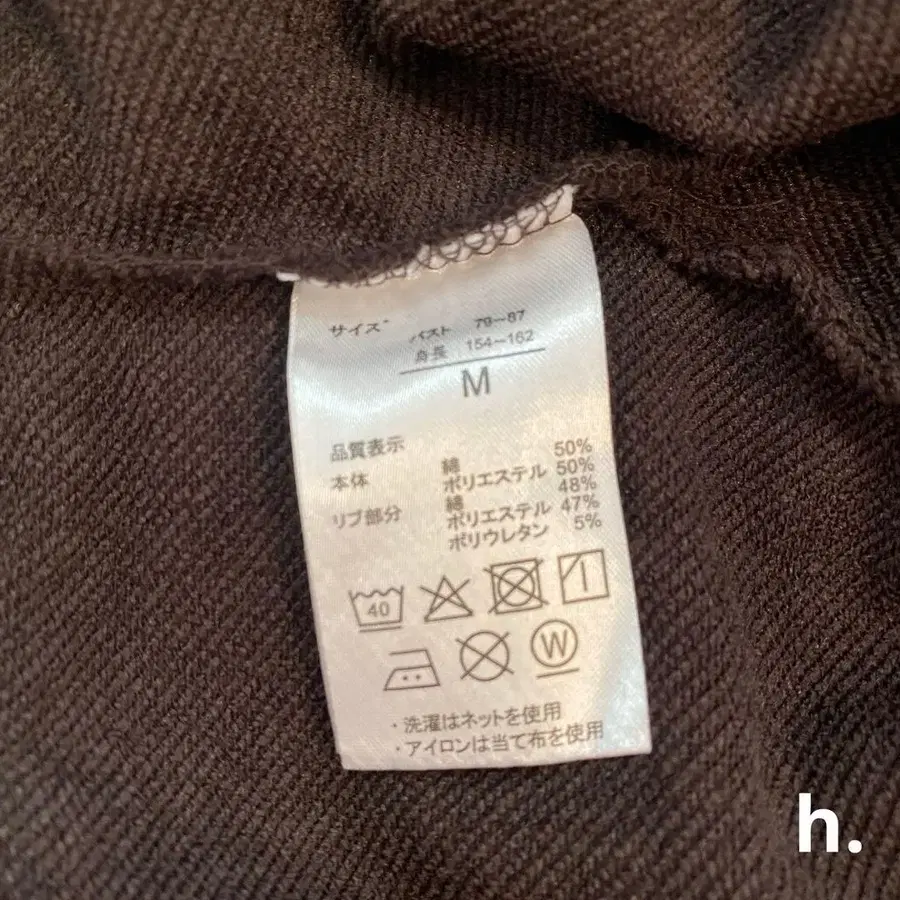 サイズ バスト 79～87
身長 154～162
M
品質表示
本体 綿 50%
ポリエステル 50%
リブ部分 綿 48%
ポリエステル 47%
ポリウレタン 5%
40
W
・洗濯はネットを使用
・アイロンは当て布を使用
h.